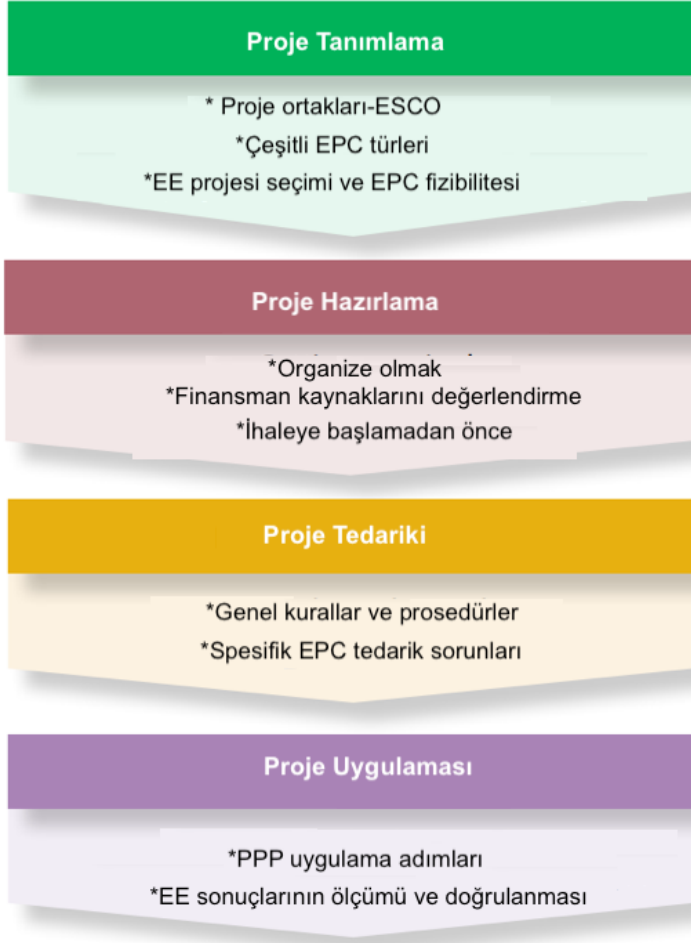 Proje Tanımlama
* Proje ortakları-ESCO
*Çeşitli EPC türleri
*EE projesi seçimi ve EPC fizibilitesi
Proje Hazırlama
*Organize olmak
*Finansman kaynaklarını değerlendirme
*İhaleye başlamadan önce
Proje Tedariki
*Genel kurallar ve prosedürler
*Spesifik EPC tedarik sorunları
Proje Uygulaması
*PPP uygulama adımları
*EE sonuçlarının ölçümü ve doğrulanması